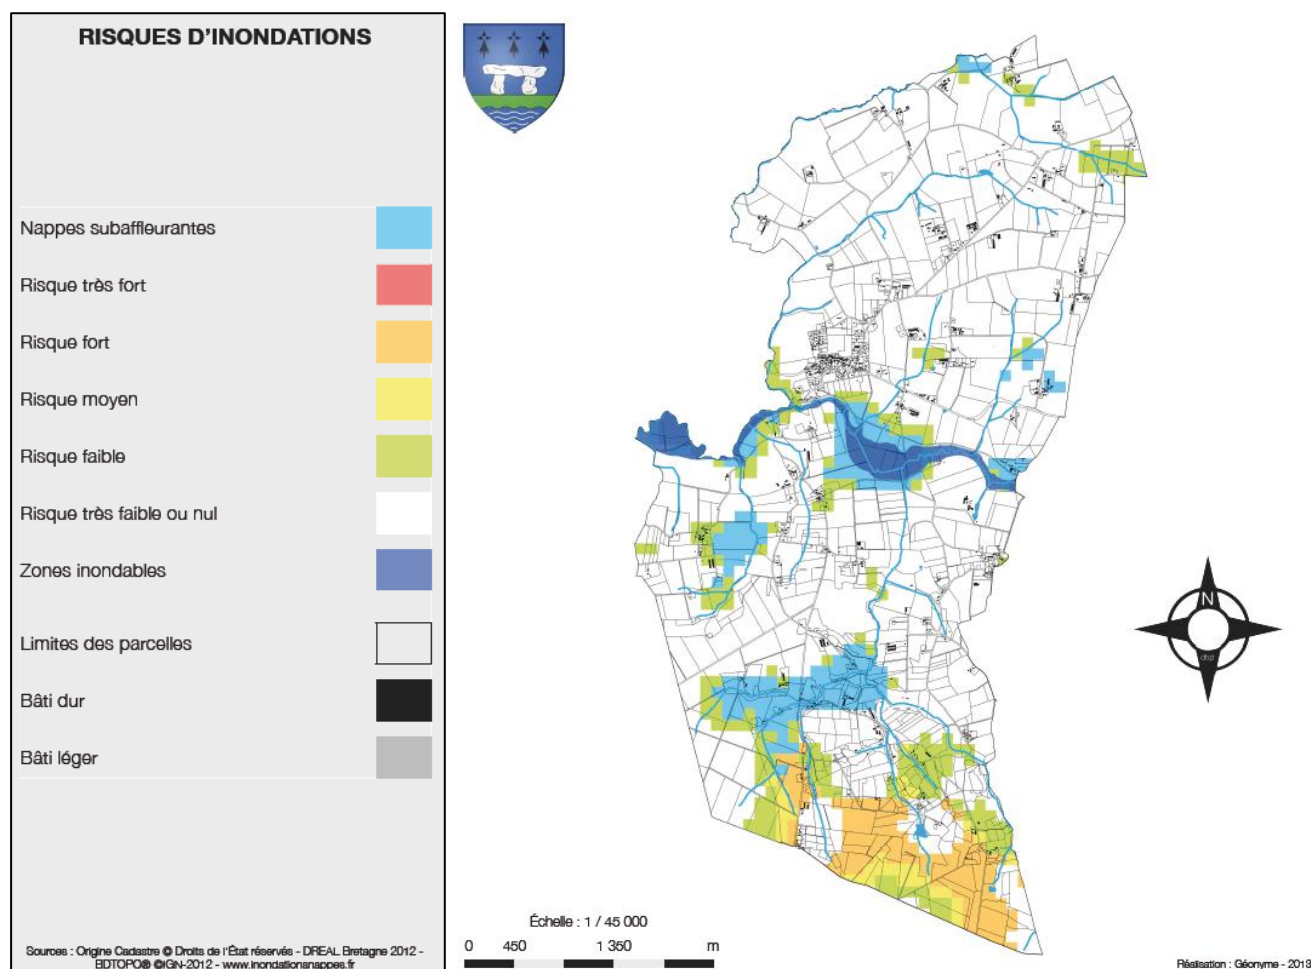 RISQUES D'INONDATIONS
Nappes subaffleurantes
Risque très fort
Risque fort
Risque moyen
Risque faible
Risque très faible ou nul
Zones inondables
Limites des parcelles
Bâti dur
Bâti léger
Sources : Origine Cadastre © Droits de l'État réservés - DREAL Bretagne 2012 -
BDTOPO® ©IGN-2012 - www.inondationsnappes.fr
N
Échelle : 1 / 45 000
0 450 1 350 m
Réalisation : Géonyme - 2013